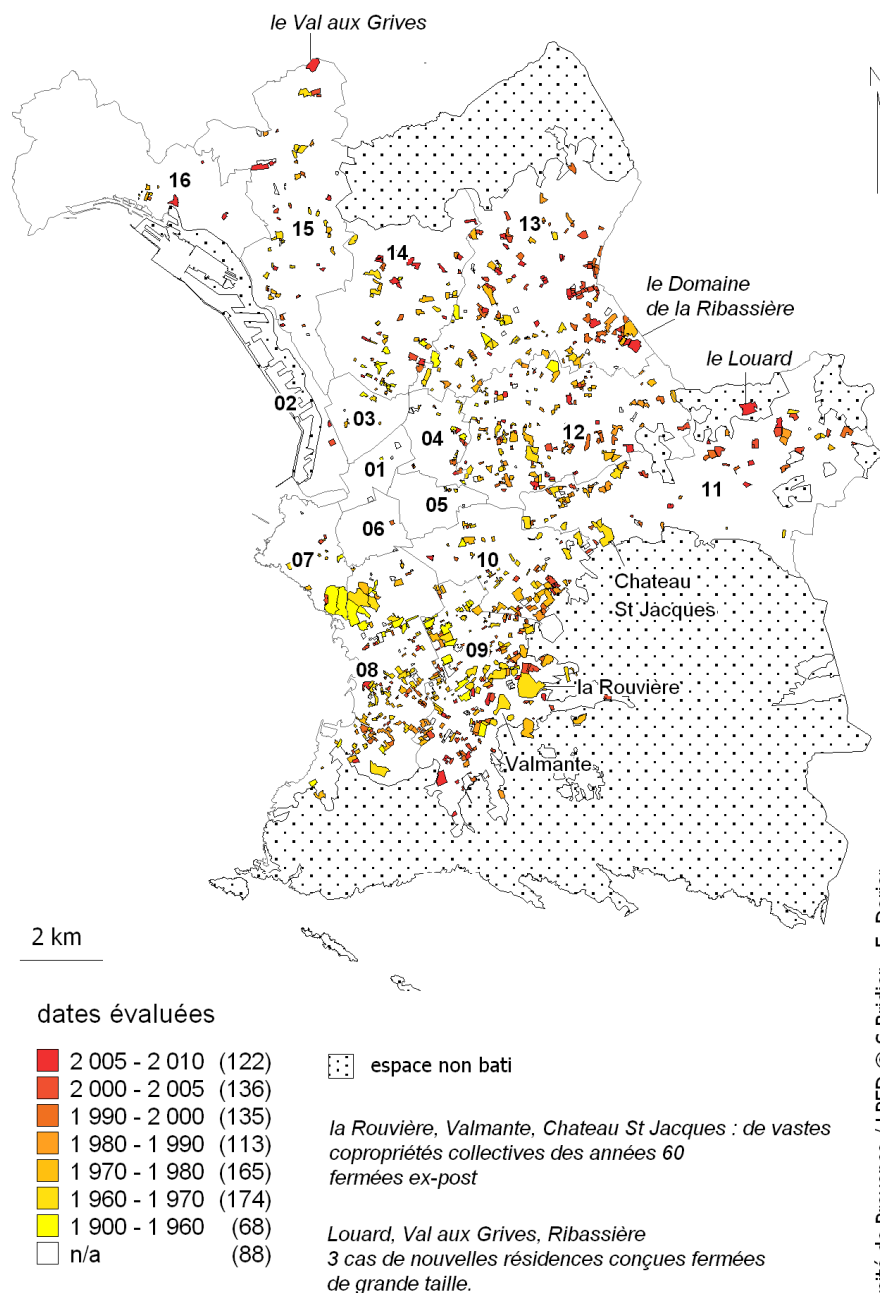 le Val aux Grives
N
16
15
13
14
le Domaine
de la Ribassière
le Louard
02
03
04
12
01
11
05
06
07
10
Chateau
St Jacques
09
08
la Rouvière
Valmante
2 km
dates évaluées
2 005 - 2 010 (122)
2 000 - 2 005 (136)
1 990 - 2 000 (135)
1 980 - 1 990 (113)
1 970 - 1 980 (165)
1 960 - 1 970 (174)
1 900 - 1 960 (68)
n/a (88)
espace non bati
la Rouvière, Valmante, Chateau St Jacques : de vastes
copropriétés collectives des années 60
fermées ex-post
Louard, Val aux Grives, Ribassière
3 cas de nouvelles résidences conçues fermées
de grande taille.